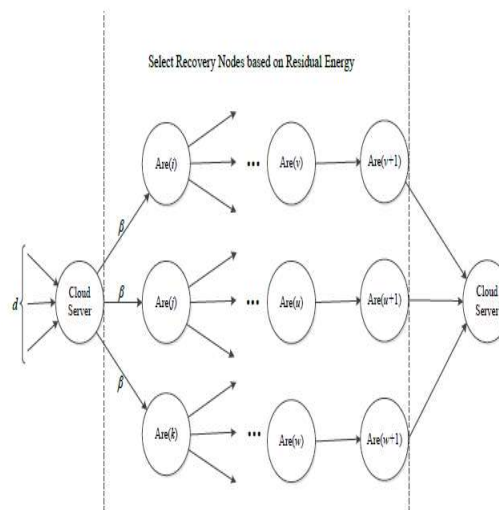 Select Recovery Nodes based on Residual Energy
Are(i) ... Are(v) Are(v+1)
β
d Cloud Server β Are(j) ... Are(u) Are(u+1) Cloud Server
β
Are(k) ... Are(w) Are(w+1)